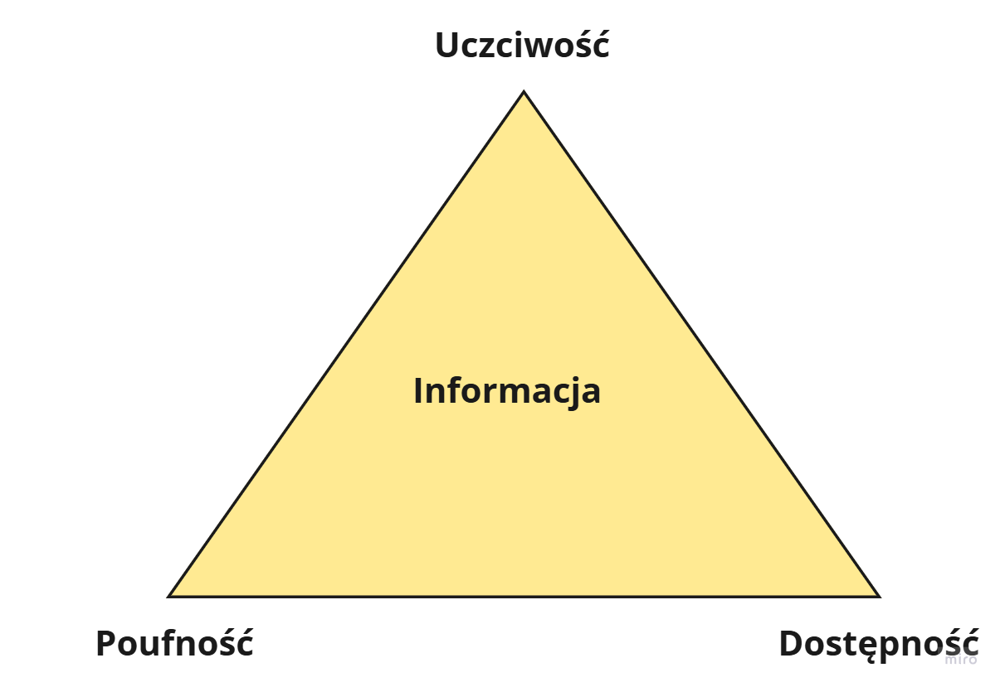 Uczciwość
Informacja
Poufność
Dostępność
miro